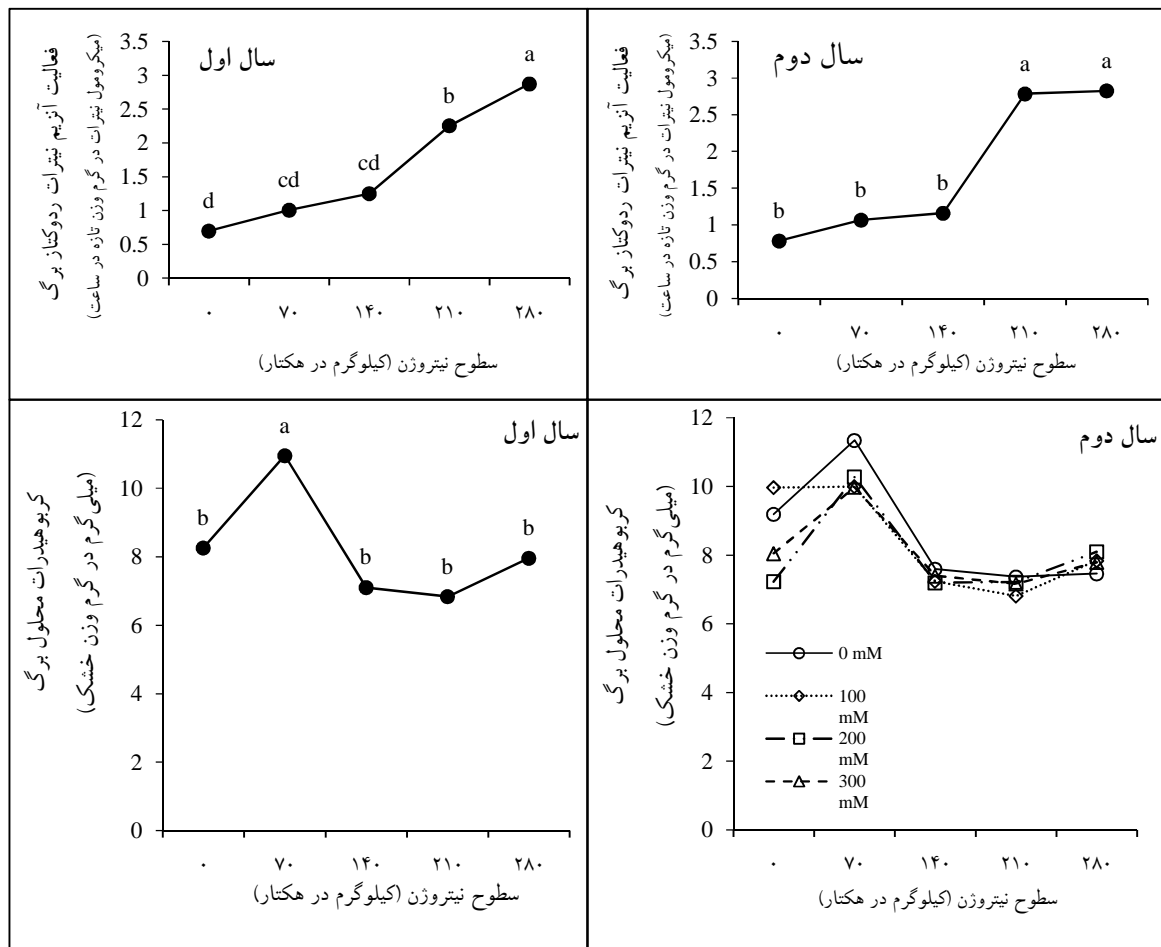 سال اول
فعالیت آنزیم نیترات ردوکتاز برگ
(میکرومول نیترات در گرم وزن تازه در ساعت)
3.5
3
2.5
2
1.5
1
0.5
0
d
cd
cd
b
a
۰
۷۰
۱۴۰
۲۱۰
۲۸۰
سطوح نیتروژن (کیلوگرم در هکتار)
سال دوم
فعالیت آنزیم نیترات ردوکتاز برگ
(میکرومول نیترات در گرم وزن تازه در ساعت)
3.5
3
2.5
2
1.5
1
0.5
0
b
b
b
a
a
۰
۷۰
۱۴۰
۲۱۰
۲۸۰
سطوح نیتروژن (کیلوگرم در هکتار)
سال اول
کربوهیدرات محلول برگ
(میلی‌گرم در گرم وزن خشک)
12
10
8
6
4
2
0
b
a
b
b
b
۰
۷۰
۱۴۰
۲۱۰
۲۸۰
سطوح نیتروژن (کیلوگرم در هکتار)
سال دوم
کربوهیدرات محلول برگ
(میلی‌گرم در گرم وزن خشک)
12
10
8
6
4
2
0
0 mM
100
mM
200
mM
300
mM
۰
۷۰
۱۴۰
۲۱۰
۲۸۰
سطوح نیتروژن (کیلوگرم در هکتار)